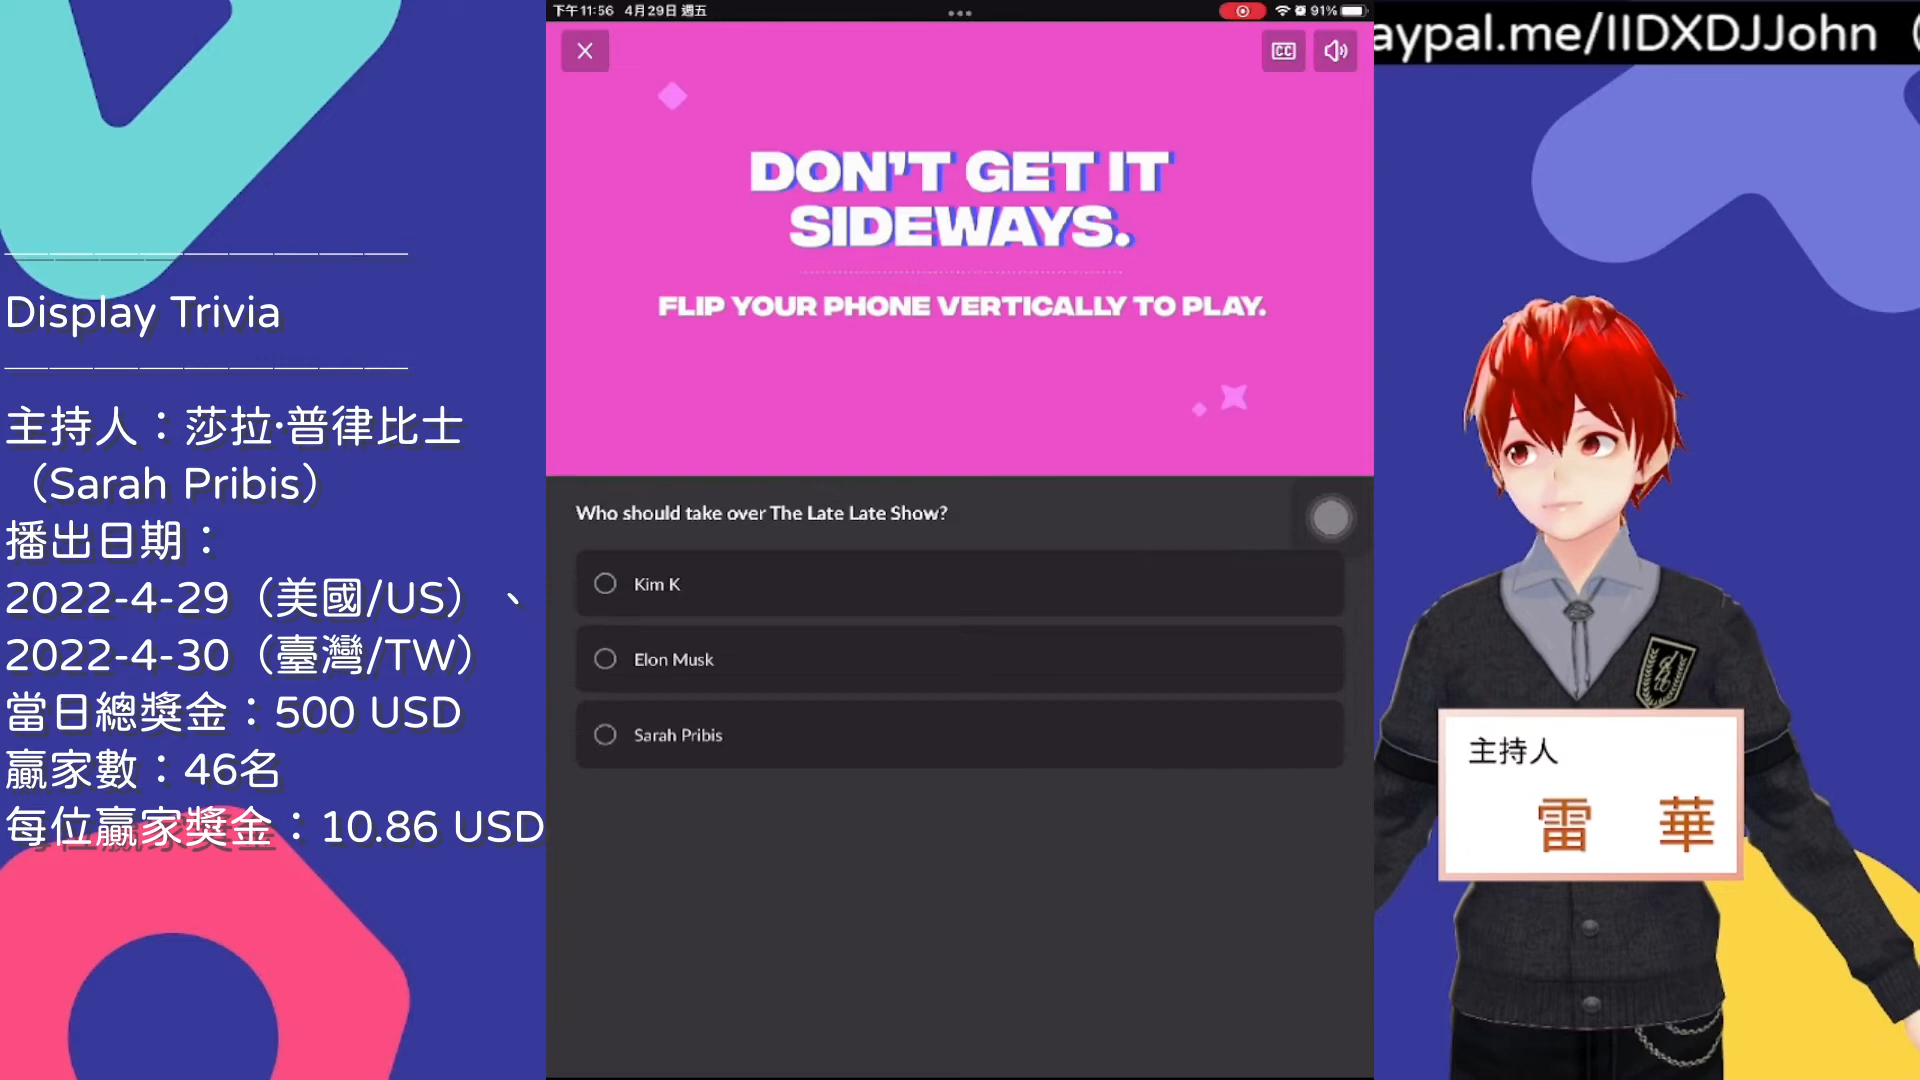 下午11:56 4月29日 週五
91%
aypal.me/IIDXDJJohn（
CC
DON'T GET IT
SIDEWAYS.
FLIP YOUR PHONE VERTICALLY TO PLAY.
Display Trivia
主持人：莎拉·普律比士
（Sarah Pribis）
播出日期：
2022-4-29（美國/US）、
2022-4-30（臺灣/TW）
當日總獎金：500 USD
贏家數：46名
每位贏家獎金：10.86 USD
Who should take over The Late Late Show?
Kim K
Elon Musk
Sarah Pribis
主持人
雷 華